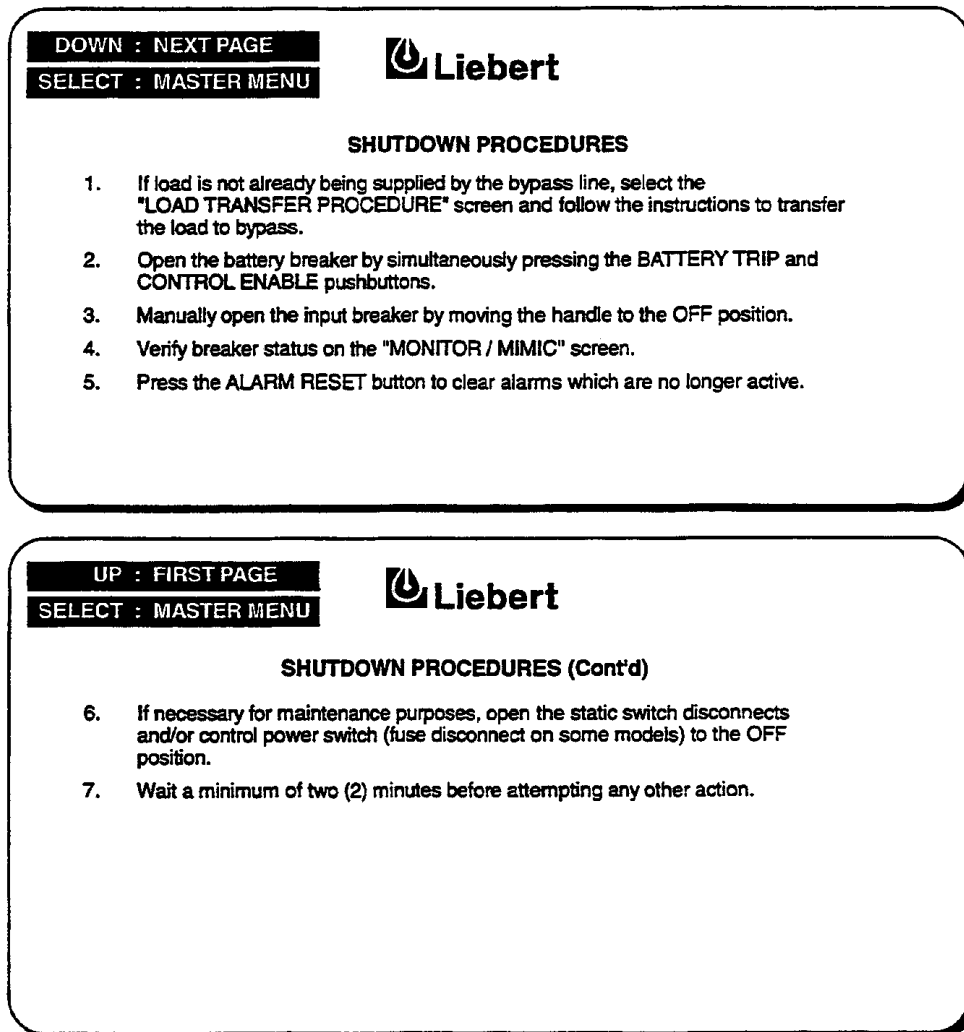 DOWN : NEXT PAGE
SELECT : MASTER MENU
Liebert
SHUTDOWN PROCEDURES
1. If load is not already being supplied by the bypass line, select the
"LOAD TRANSFER PROCEDURE" screen and follow the instructions to transfer
the load to bypass.
2. Open the battery breaker by simultaneously pressing the BATTERY TRIP and
CONTROL ENABLE pushbuttons.
3. Manually open the input breaker by moving the handle to the OFF position.
4. Verify breaker status on the "MONITOR / MIMIC" screen.
5. Press the ALARM RESET button to clear alarms which are no longer active.
UP : FIRST PAGE
SELECT : MASTER MENU
Liebert
SHUTDOWN PROCEDURES (Cont'd)
6. If necessary for maintenance purposes, open the static switch disconnects
and/or control power switch (fuse disconnect on some models) to the OFF
position.
7. Wait a minimum of two (2) minutes before attempting any other action.